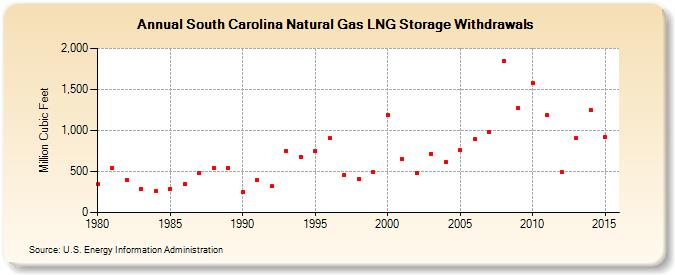 Annual South Carolina Natural Gas LNG Storage Withdrawals
Million Cubic Feet
2,000
1,500
1,000
500
0
1980 1985 1990 1995 2000 2005 2010 2015
Source: U.S. Energy Information Administration